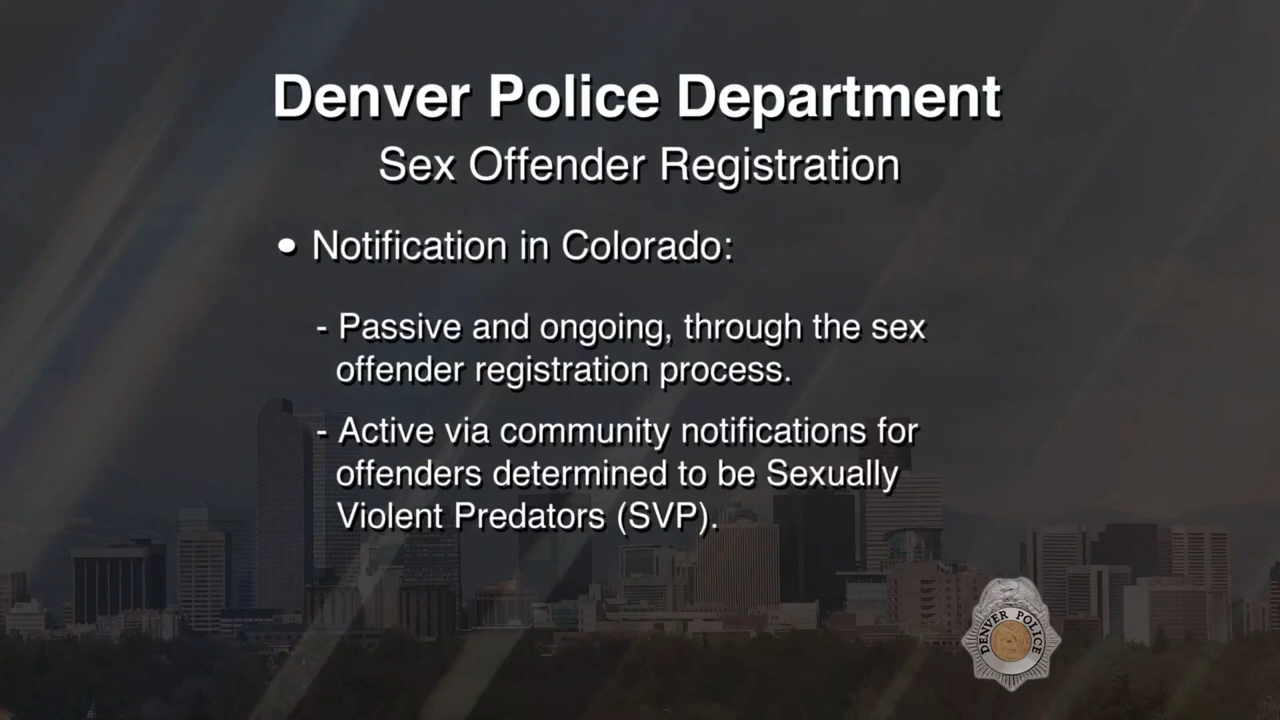 Denver Police Department
Sex Offender Registration
• Notification in Colorado:
- Passive and ongoing, through the sex
offender registration process.
- Active via community notifications for
offenders determined to be Sexually
Violent Predators (SVP).
DENVER POLICE